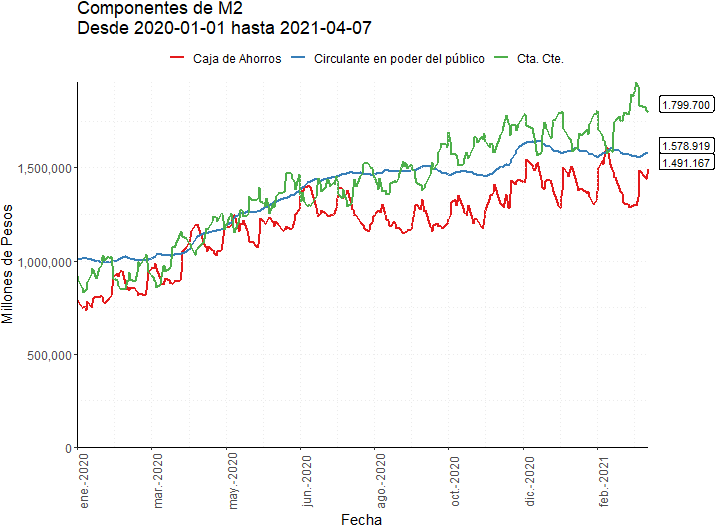 Componentes de M2
Desde 2020-01-01 hasta 2021-04-07
Caja de Ahorros Circulante en poder del público Cta. Cte.
1.799.700
1.578.919
1.491.167
1,500,000
1,000,000
500,000
0
Millones de Pesos
ene.-2020
mar.-2020
may.-2020
jun.-2020
ago.-2020
oct.-2020
dic.-2020
feb.-2021
Fecha